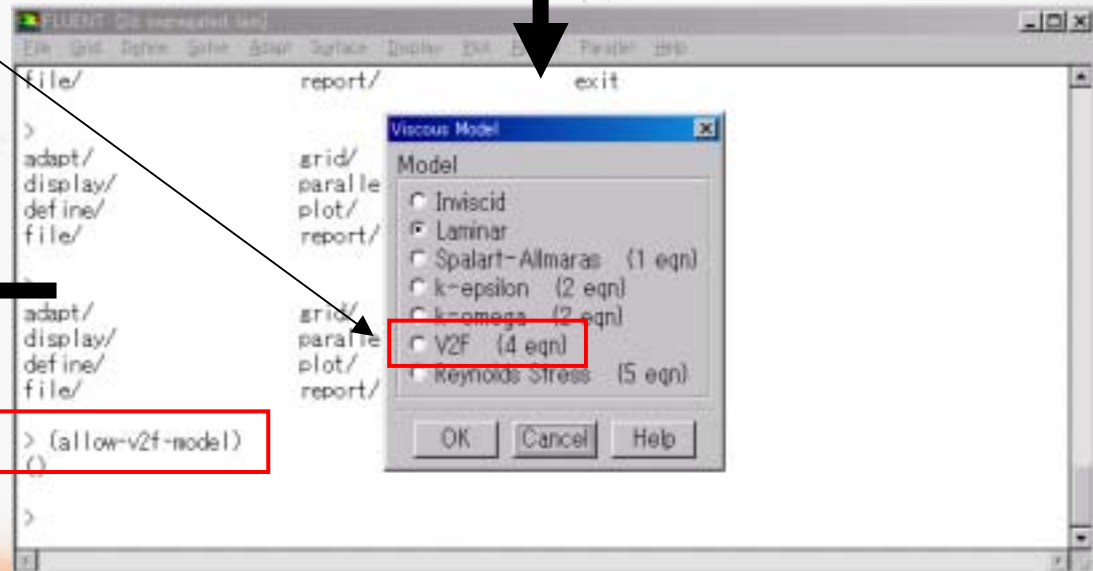 FLUENT [2d, segregated, lam]
File Grid Define Solve Adapt Surface Display Plot Parallel Help
file/ report/ exit
>
adapt/ grid/
display/ paralle
define/ plot/
file/ report/
>
adapt/ grid/
display/ paralle
define/ plot/
file/ report/
> (allow-v2f-model)
()
>
Viscous Model
Model
Inviscid
Laminar
Spalart-Allmaras (1 eqn)
k-epsilon (2 eqn)
k-omega (2 eqn)
V2F (4 eqn)
Reynolds Stress (5 eqn)
OK Cancel Help